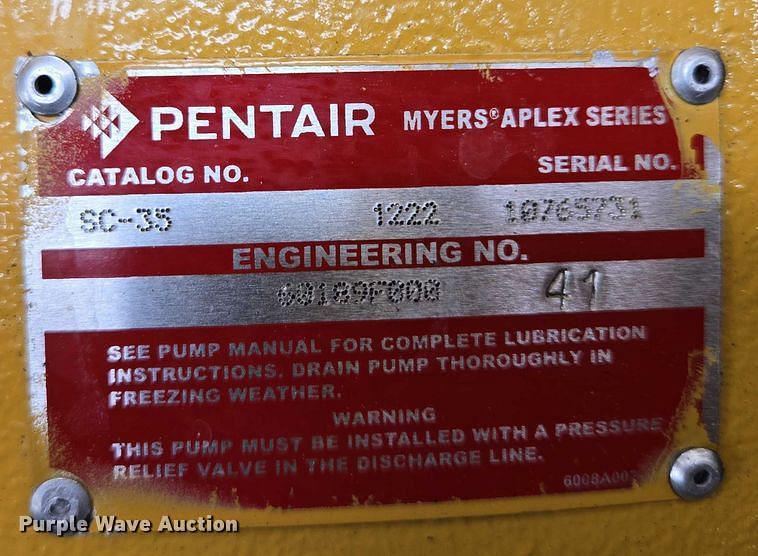 PENTAIR MYERS® APLEX SERIES
CATALOG NO. SERIAL NO.
SC-35 1222 10765731
ENGINEERING NO.
60189F000 41
SEE PUMP MANUAL FOR COMPLETE LUBRICATION
INSTRUCTIONS. DRAIN PUMP THOROUGHLY IN
FREEZING WEATHER.
WARNING
THIS PUMP MUST BE INSTALLED WITH A PRESSURE
RELIEF VALVE IN THE DISCHARGE LINE.
Purple Wave Auction